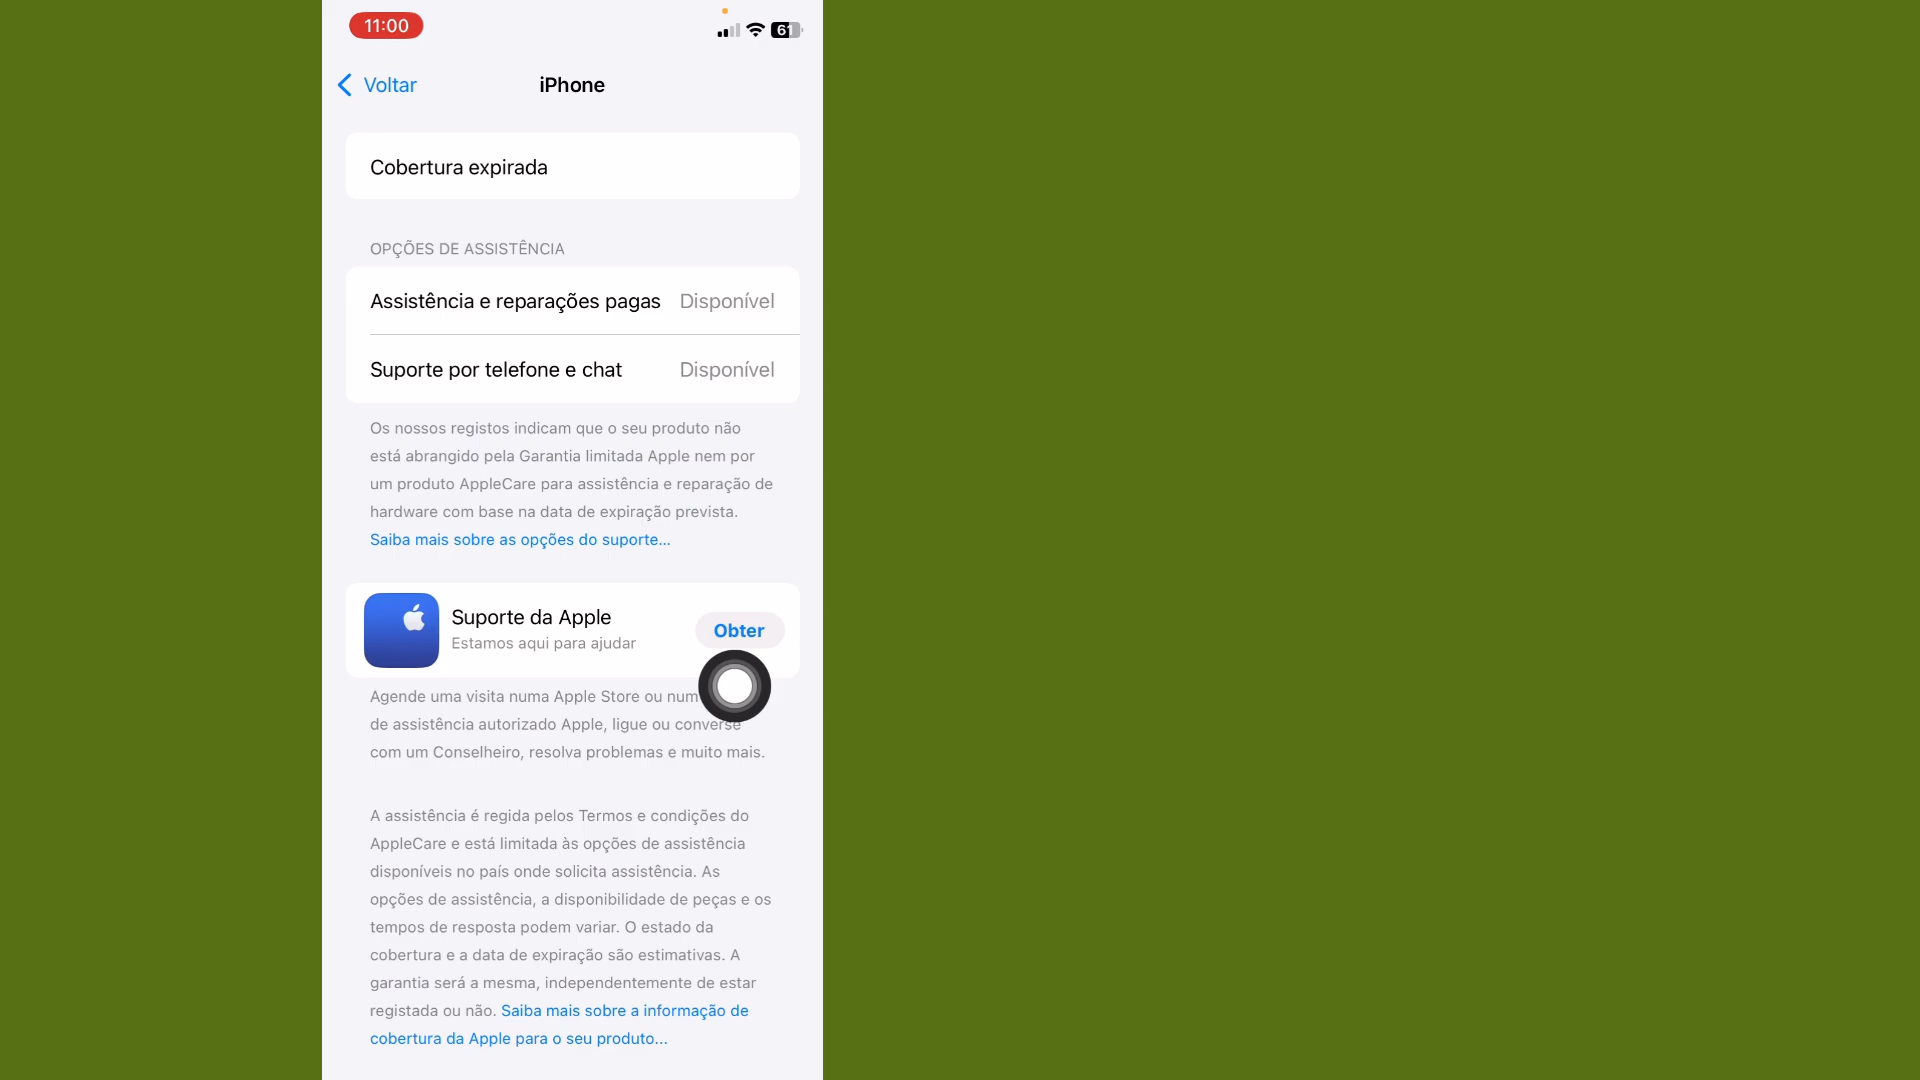 11:00
61
Voltar
iPhone
Cobertura expirada
OPÇÕES DE ASSISTÊNCIA
Assistência e reparações pagas Disponível
Suporte por telefone e chat Disponível
Os nossos registos indicam que o seu produto não
está abrangido pela Garantia limitada Apple nem por
um produto AppleCare para assistência e reparação de
hardware com base na data de expiração prevista.
Saiba mais sobre as opções do suporte...
Suporte da Apple
Estamos aqui para ajudar
Obter
Agende uma visita numa Apple Store ou num
de assistência autorizado Apple, ligue ou converse
com um Conselheiro, resolva problemas e muito mais.
A assistência é regida pelos Termos e condições do
AppleCare e está limitada às opções de assistência
disponíveis no país onde solicita assistência. As
opções de assistência, a disponibilidade de peças e os
tempos de resposta podem variar. O estado da
cobertura e a data de expiração são estimativas. A
garantia será a mesma, independentemente de estar
registada ou não. Saiba mais sobre a informação de
cobertura da Apple para o seu produto...